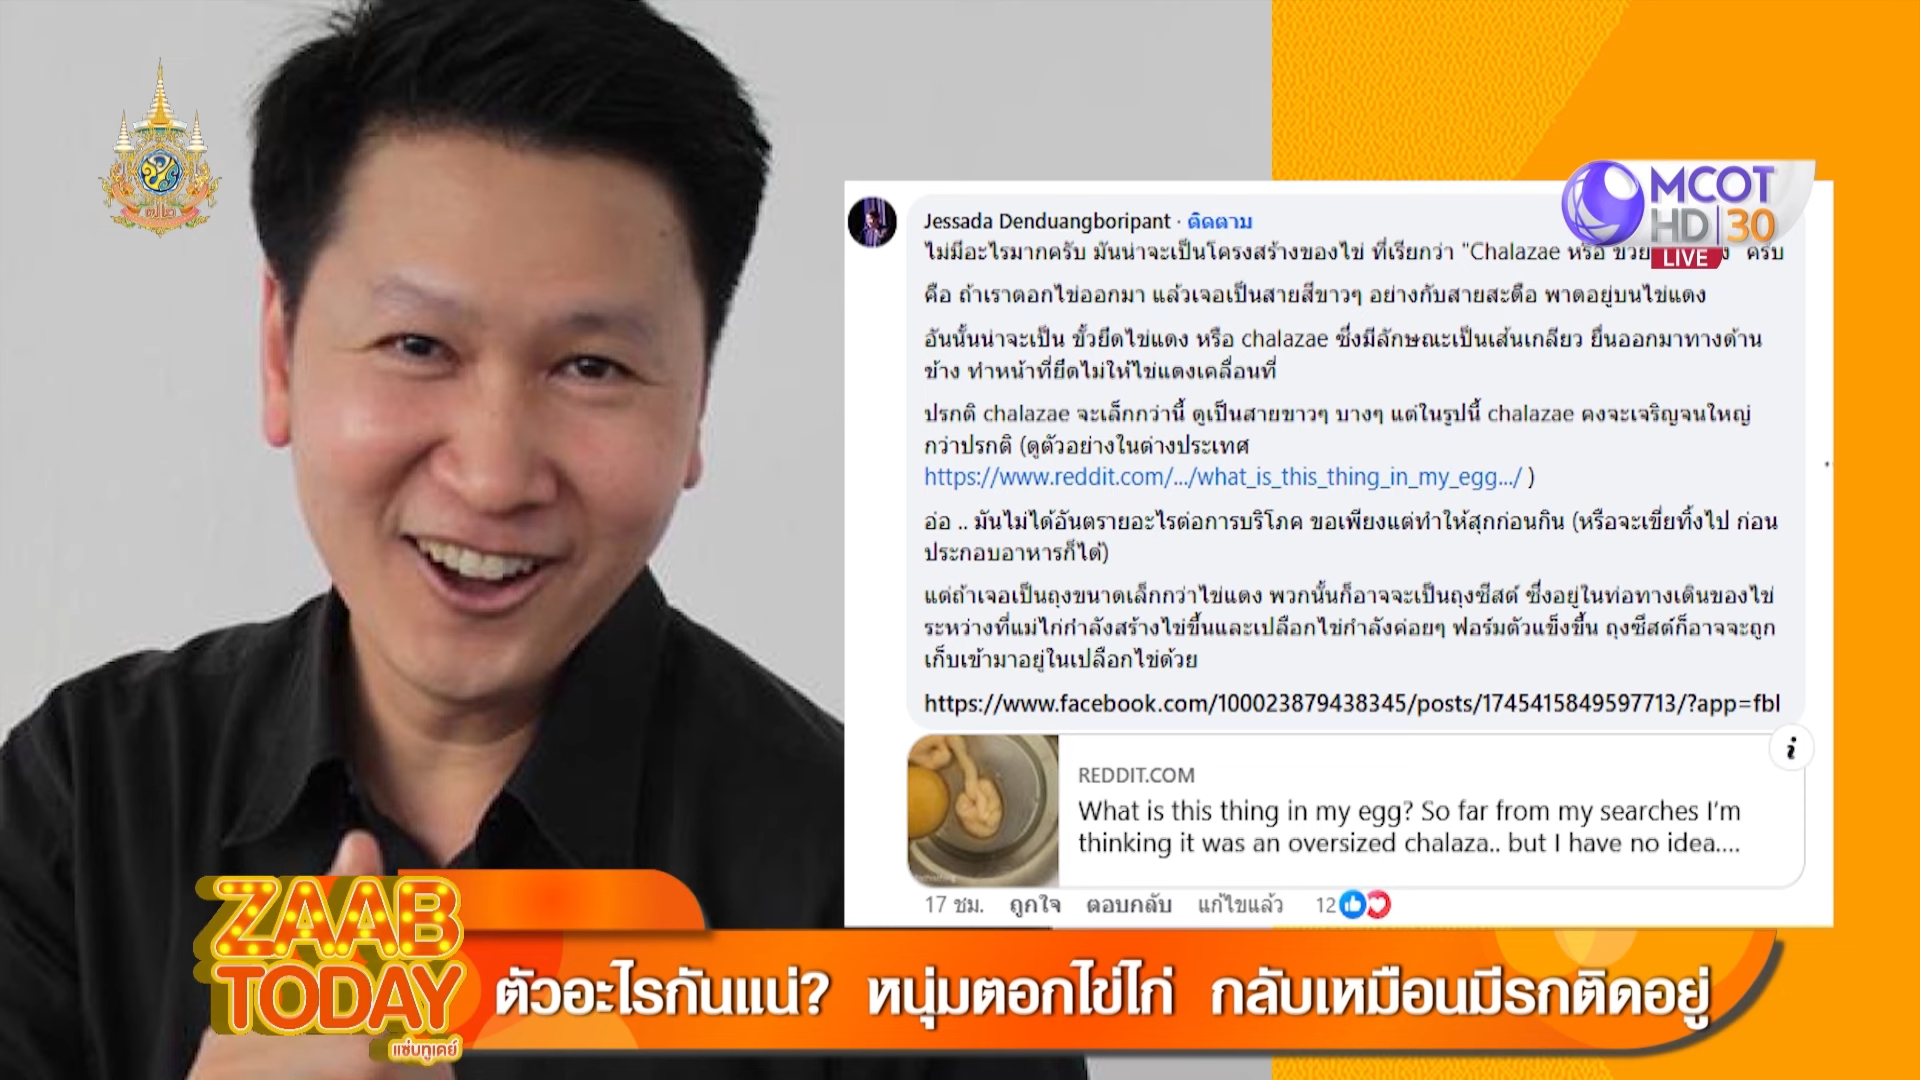 MCOT
HD 30
LIVE
Jessada Denduangboripant · ติดตาม
ไม่มีอะไรมากครับ มันน่าจะเป็นโครงสร้างของไข่ ที่เรียกว่า "Chalazae หรือ ครับ
คือ ถ้าเราตอกไข่ออกมา แล้วเจอเป็นสายสีขาวๆ อย่างกับสายสะดือ พาดอยู่บนไข่แดง
อันนั้นน่าจะเป็น ขั้วยึดไข่แดง หรือ chalazae ซึ่งมีลักษณะเป็นเส้นเกลียว ยื่นออกมาทางด้าน
ข้าง ทำหน้าที่ยึดไม่ให้ไข่แดงเคลื่อนที่
ปรกติ chalazae จะเล็กกว่านี้ ดูเป็นสายขาวๆ บางๆ แต่ในรูปนี้ chalazae คงจะเจริญจนใหญ่
กว่าปรกติ (ดูตัวอย่างในต่างประเทศ
https://www.reddit.com/.../what_is_this_thing_in_my_egg.../ )
อ่อ .. มันไม่ได้อันตรายอะไรต่อการบริโภค ขอเพียงแต่ทำให้สุกก่อนกิน (หรือจะเขี่ยทิ้งไป ก่อน
ประกอบอาหารก็ได้)
แต่ถ้าเจอเป็นถุงขนาดเล็กกว่าไข่แดง พวกนั้นก็อาจจะเป็นถุงซีสต์ ซึ่งอยู่ในท่อทางเดินของไข่
ระหว่างที่แม่ไก่กำลังสร้างไข่ขึ้นและเปลือกไข่กำลังค่อยๆ ฟอร์มตัวแข็งขึ้น ถุงซีสต์ก็อาจจะถูก
เก็บเข้ามาอยู่ในเปลือกไข่ด้วย
https://www.facebook.com/100023879438345/posts/1745415849597713/?app=fbl
REDDIT.COM
What is this thing in my egg? So far from my searches I'm
thinking it was an oversized chalaza.. but I have no idea....
17 ชม. ถูกใจ ตอบกลับ แก้ไขแล้ว 12
ZAAB
TODAY
แซ่บทูเดย์
ตัวอะไรกันแน่? หนุ่มตอกไข่ไก่ กลับเหมือนมีรกติดอยู่